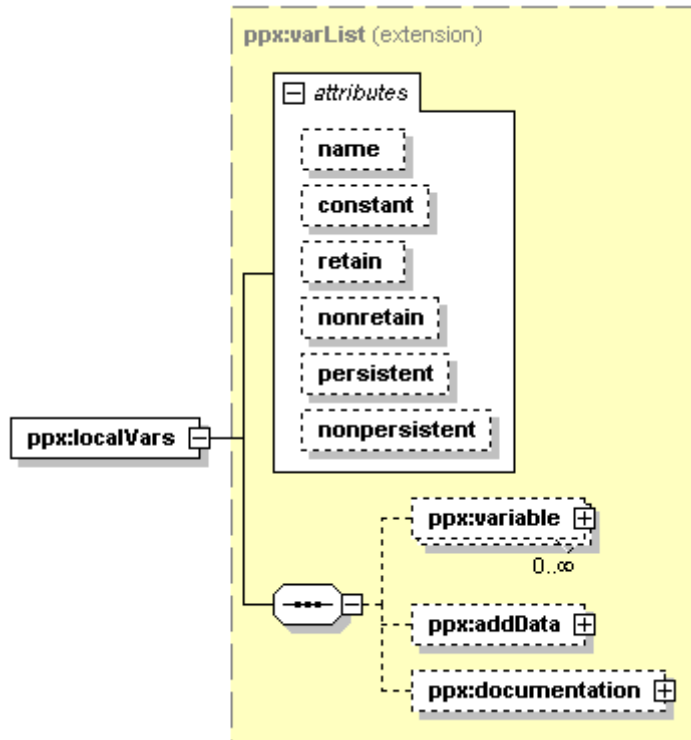 ppx:varList (extension)
attributes
name
constant
retain
nonretain
persistent
nonpersistent
ppx:localVars
ppx:variable
0..∞
ppx:addData
ppx:documentation